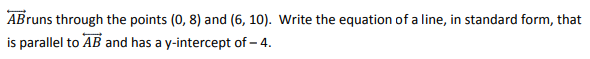 AB runs through the points (0, 8) and (6, 10). Write the equation of a line, in standard form, that
is parallel to AB and has a y-intercept of – 4.